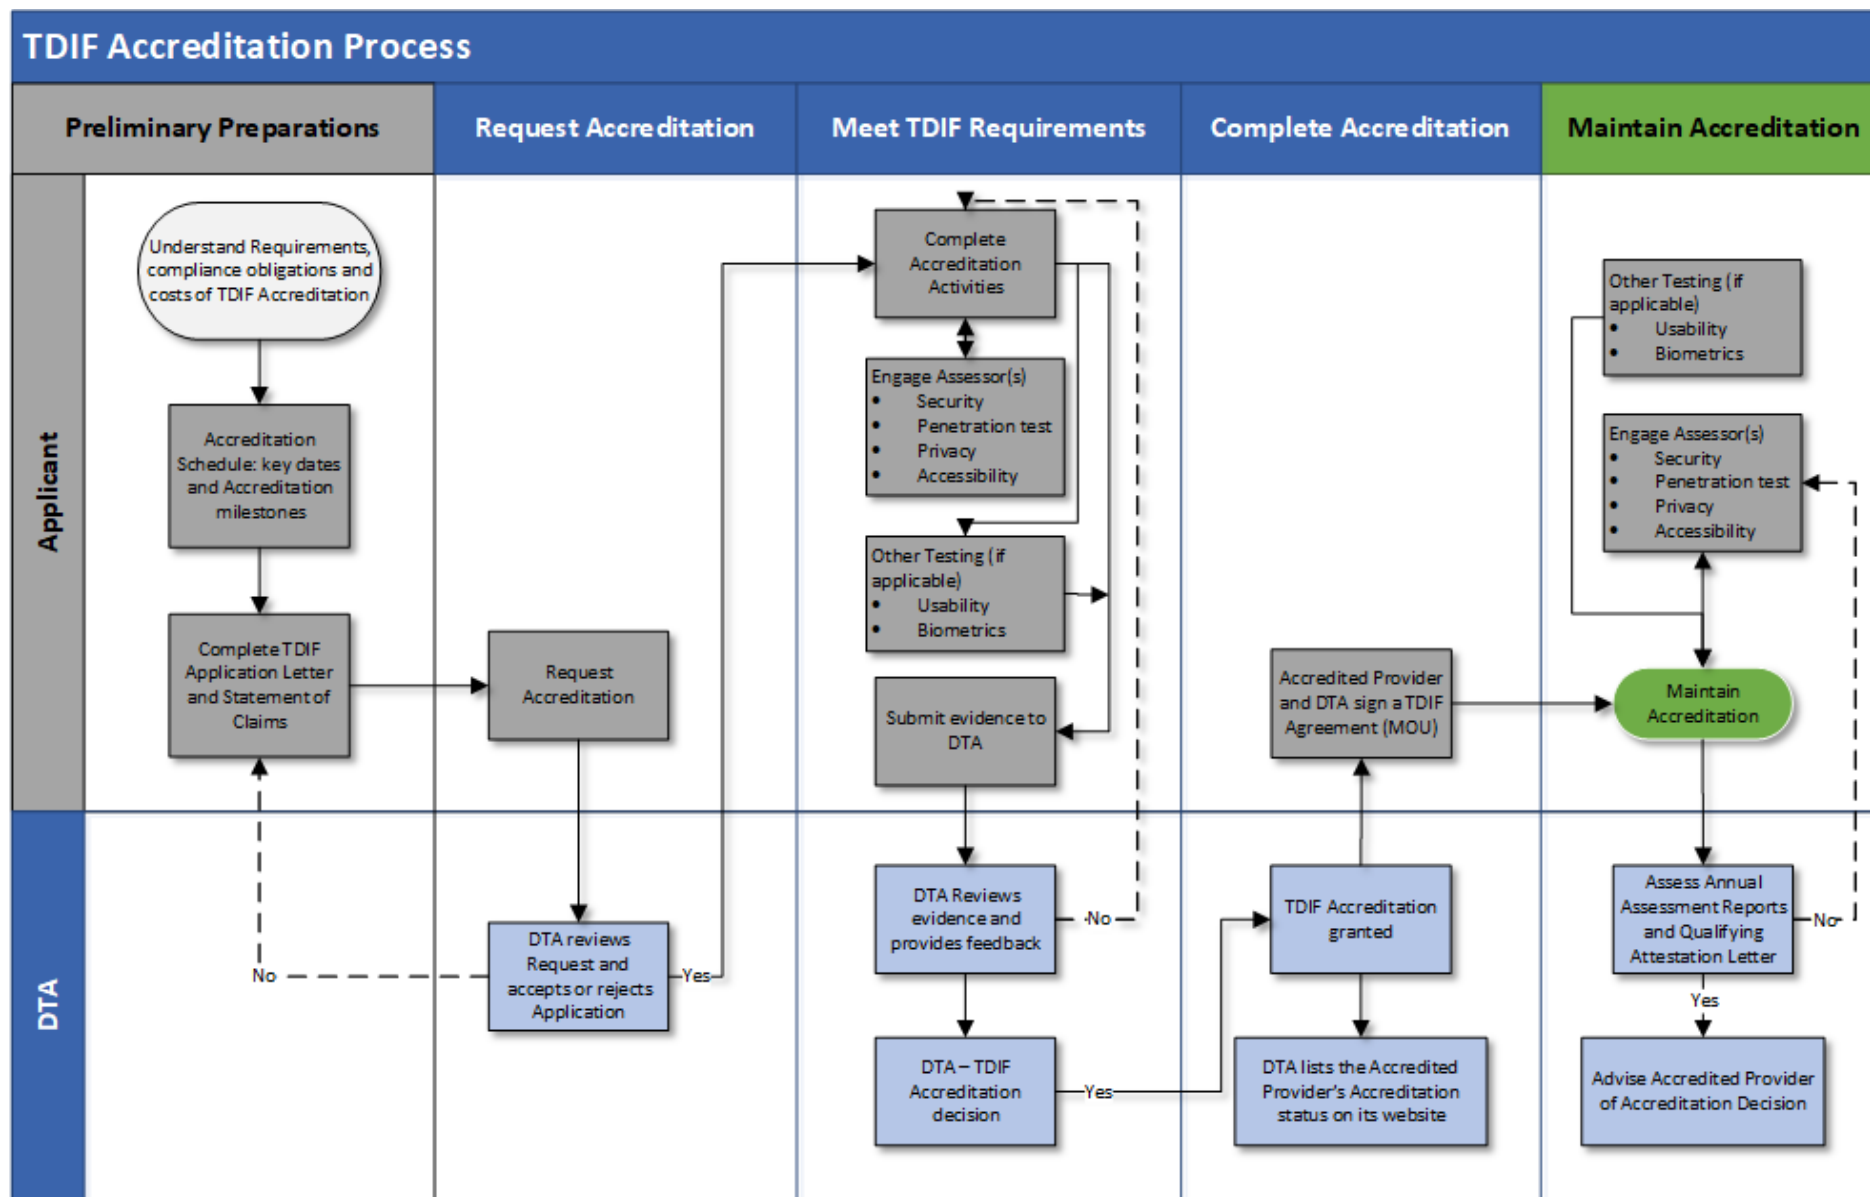 TDIF Accreditation Process
Preliminary Preparations
Request Accreditation
Meet TDIF Requirements
Complete Accreditation
Maintain Accreditation
Applicant
Understand Requirements,
compliance obligations and
costs of TDIF Accreditation
Accreditation
Schedule: key dates
and Accreditation
milestones
Complete TDIF
Application Letter
and Statement of
Claims
Request
Accreditation
Complete
Accreditation
Activities
Engage Assessor(s)
• Security
• Penetration test
• Privacy
• Accessibility
Other Testing (if
applicable)
• Usability
• Biometrics
Submit evidence to
DTA
Accredited Provider
and DTA sign a TDIF
Agreement (MOU)
Other Testing (if
applicable)
• Usability
• Biometrics
Engage Assessor(s)
• Security
• Penetration test
• Privacy
• Accessibility
Maintain
Accreditation
DTA
No
DTA reviews
Request and
accepts or rejects
Application
Yes
DTA Reviews
evidence and
provides feedback
No
DTA – TDIF
Accreditation
decision
Yes
TDIF Accreditation
granted
DTA lists the Accredited
Provider's Accreditation
status on its website
Assess Annual
Assessment Reports
and Qualifying
Attestation Letter
No
Yes
Advise Accredited Provider
of Accreditation Decision